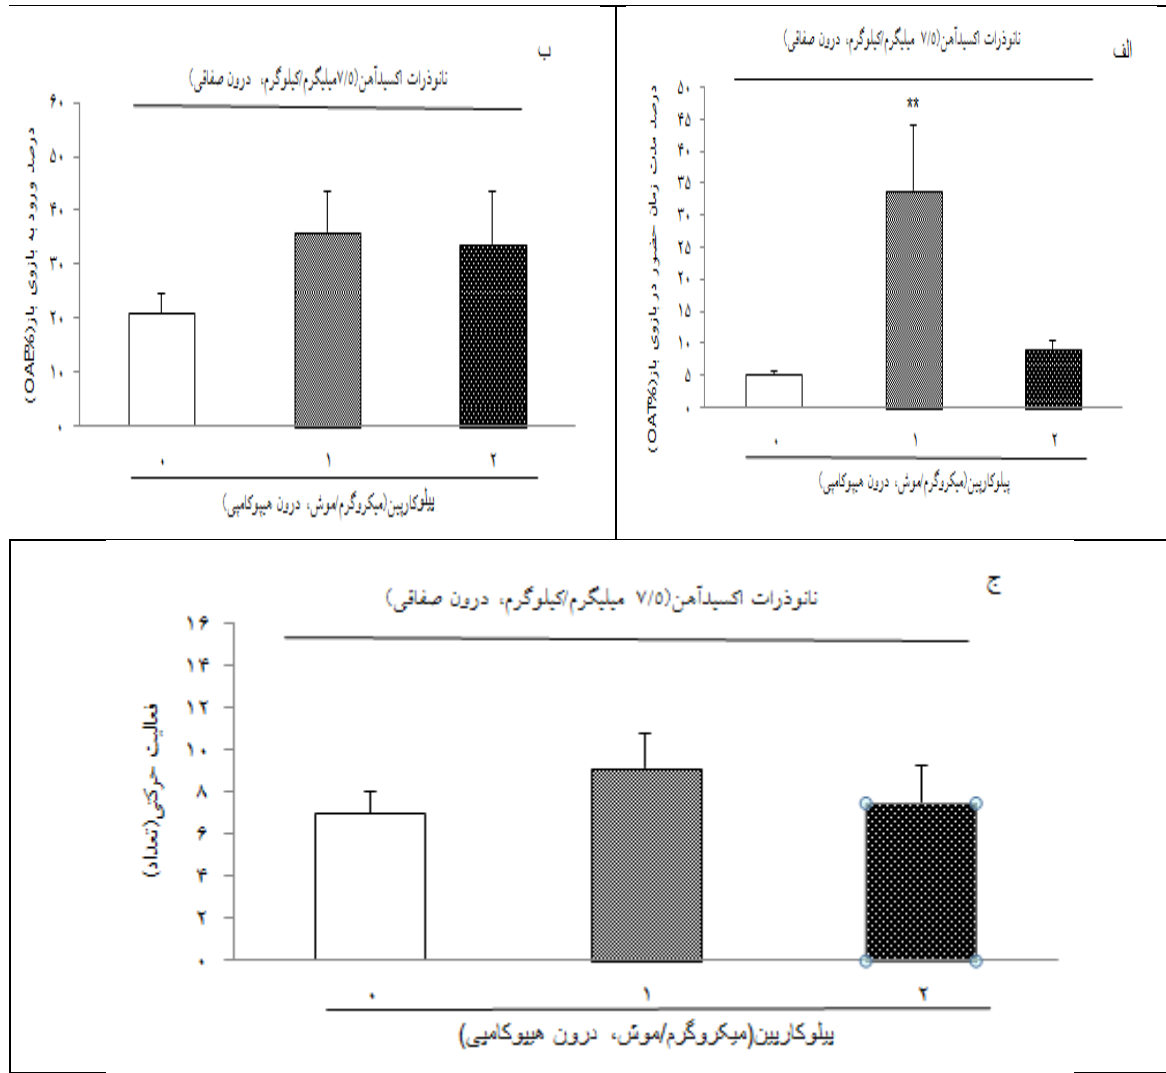 الف
نانوذرات اکسیدآهن(۷/۵ میلیگرم/کیلوگرم، درون صفاقی)
درصد مدت زمان حضور در بازوی باز(OAT%)
۵۰
۴۵
۴۰
۳۵
۳۰
۲۵
۲۰
۱۵
۱۰
۵
۰
**
۰ ۱ ۲
پیلوکارپین(میکروگرم/موش، درون هیپوکامپی)
ب
نانوذرات اکسیدآهن(۷/۵میلیگرم/کیلوگرم، درون صفاقی)
درصد ورود به بازوی باز(OAE%)
۶۰
۵۰
۴۰
۳۰
۲۰
۱۰
۰
۰ ۱ ۲
پیلوکارپین(میکروگرم/موش، درون هیپوکامپی)
ج
نانوذرات اکسیدآهن(۷/۵ میلیگرم/کیلوگرم، درون صفاقی)
فعالیت حرکتی(تعداد)
۱۶
۱۴
۱۲
۱۰
۸
۶
۴
۲
۰
۰ ۱ ۲
پیلوکارپین(میکروگرم/موش، درون هیپوکامپی)